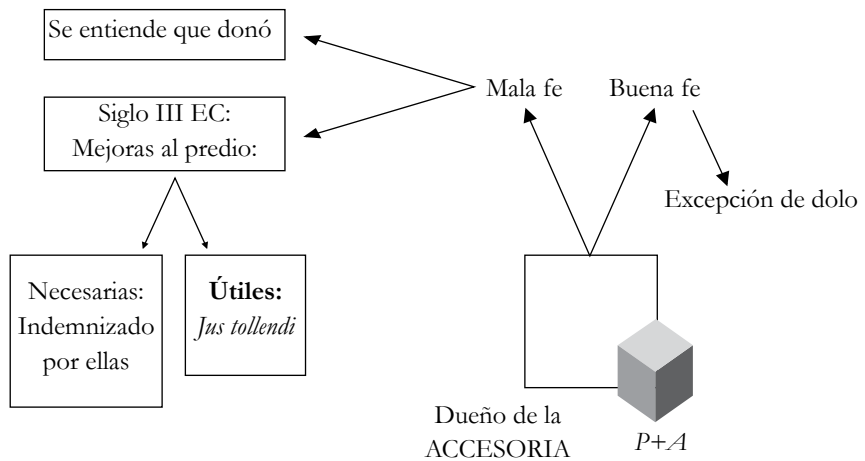 Se entiende que donó
Siglo III EC:
Mejoras al predio:
Necesarias:
Indemnizado
por ellas
Útiles:
Jus tollendi
Mala fe
Buena fe
Excepción de dolo
Dueño de la
ACCESORIA
P+A